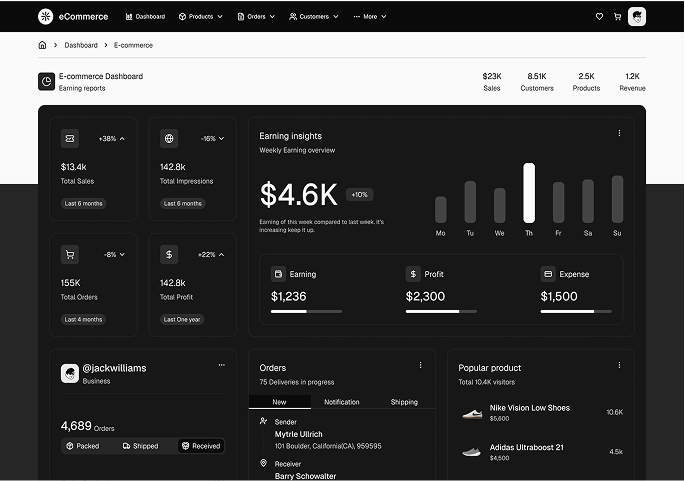 eCommerce
Dashboard
Products
Orders
Customers
More
Dashboard
E-commerce
E-commerce Dashboard
Earning reports
$23K
Sales
8.51K
Customers
2.5K
Products
1.2K
Revenue
+38%
$13.4k
Total Sales
Last 6 months
-16%
142.8k
Total Impressions
Last 6 months
-8%
155K
Total Orders
Last 4 months
+22%
142.8k
Total Profit
Last One year
Earning insights
Weekly Earning overview
$4.6K
+10%
Earning of this week compared to last week. it's
increasing keep it up.
Mo
Tu
We
Th
Fr
Sa
Su
Earning
$1,236
Profit
$2,300
Expense
$1,500
@jackwilliams
Business
4,689 Orders
Packed
Shipped
Received
Orders
75 Deliveries in progress
New
Notification
Shipping
Sender
Myrtle Ullrich
101 Boulder, California(CA), 959595
Receiver
Barry Schowalter
Popular product
Total 10.4K visitors
Nike Vision Low Shoes
$5,600
10.6K
Adidas Ultraboost 21
$4,500
4.5k